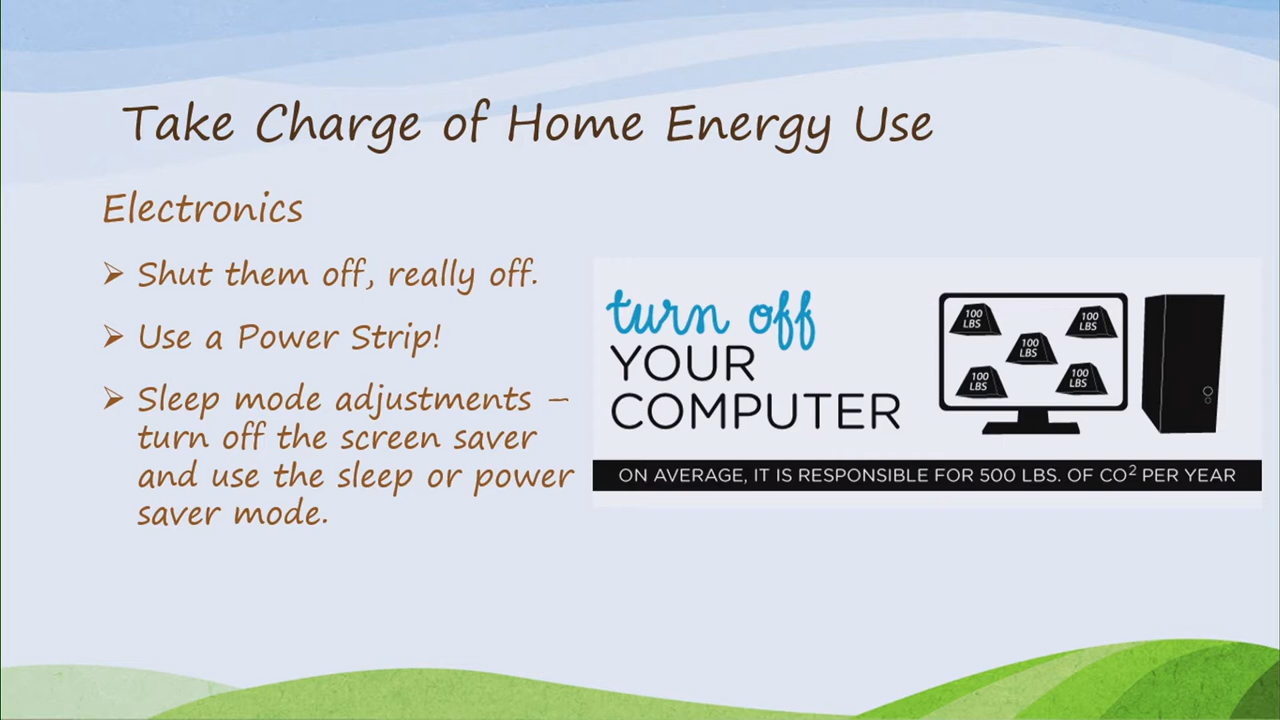 Take Charge of Home Energy Use
Electronics
➢ Shut them off, really off.
➢ Use a Power Strip!
➢ Sleep mode adjustments –
turn off the screen saver
and use the sleep or power
saver mode.
turn off
YOUR
COMPUTER
100
LBS
100
LBS
100
LBS
100
LBS
100
LBS
ON AVERAGE, IT IS RESPONSIBLE FOR 500 LBS. OF CO² PER YEAR